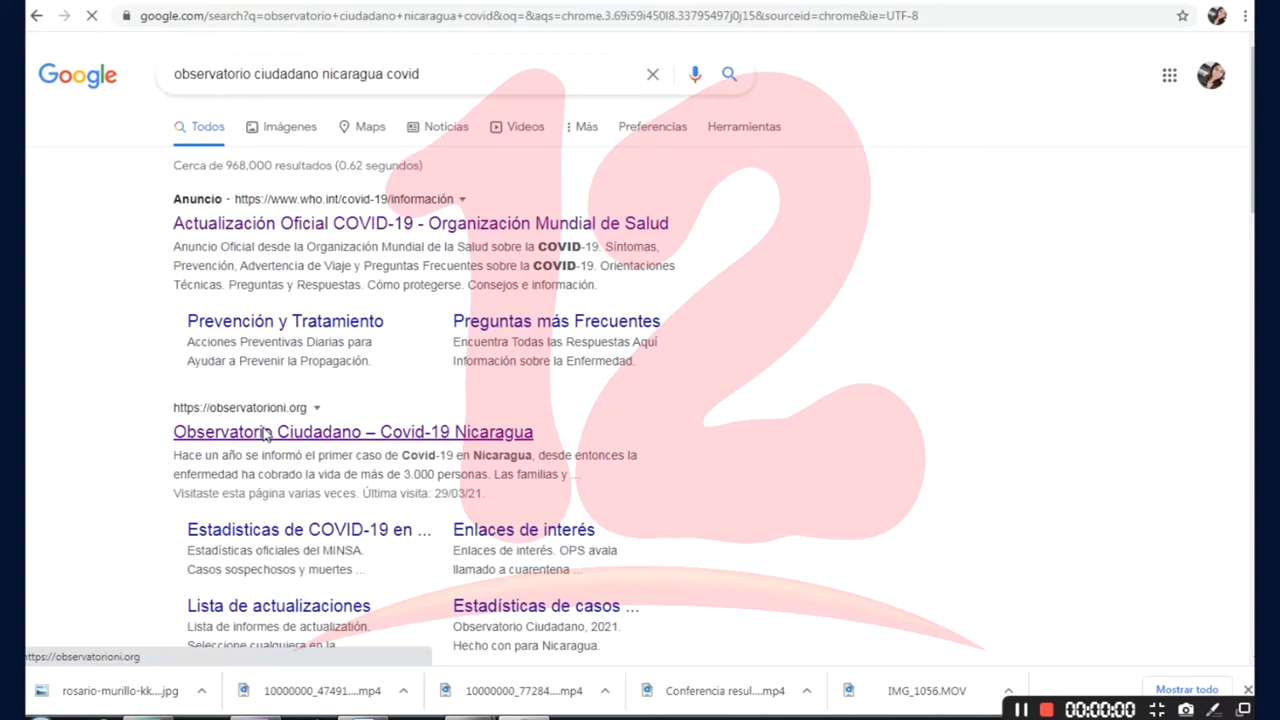 google.com/search?q=observatorio+ciudadano+nicaragua+covid&oq=&aqs=chrome.3.69i59i450l8.33795497j0j15&sourceid=chrome&ie=UTF-8
Google
observatorio ciudadano nicaragua covid
Todos Imágenes Maps Noticias Videos Más Preferencias Herramientas
Cerca de 968,000 resultados (0.62 segundos)
Anuncio · https://www.who.int/covid-19/información
Actualización Oficial COVID-19 - Organización Mundial de Salud
Anuncio Oficial desde la Organización Mundial de la Salud sobre la COVID-19. Síntomas,
Prevención, Advertencia de Viaje y Preguntas Frecuentes sobre la COVID-19. Orientaciones
Técnicas. Preguntas y Respuestas. Cómo protegerse. Consejos e información.
Prevención y Tratamiento
Acciones Preventivas Diarias para
Ayudar a Prevenir la Propagación.
Preguntas más Frecuentes
Encuentra Todas las Respuestas Aquí
Información sobre la Enfermedad.
https://observatorioni.org
Observatorio Ciudadano – Covid-19 Nicaragua
Hace un año se informó el primer caso de Covid-19 en Nicaragua, desde entonces la
enfermedad ha cobrado la vida de más de 3.000 personas. Las familias y ...
Visitaste esta página varias veces. Última visita: 29/03/21.
Estadisticas de COVID-19 en ...
Estadísticas oficiales del MINSA.
Casos sospechosos y muertes ...
Enlaces de interés
Enlaces de interés. OPS avala
llamado a cuarentena ...
Lista de actualizaciones
Lista de informes de actualización.
Seleccione cualquiera en la
Estadísticas de casos ...
Observatorio Ciudadano, 2021.
Hecho con para Nicaragua.
12
https://observatorioni.org
rosario-murillo-kk....jpg
10000000_47491....mp4
10000000_77284....mp4
Conferencia resul....mp4
IMG_1056.MOV
Mostrar todo
00:00:00